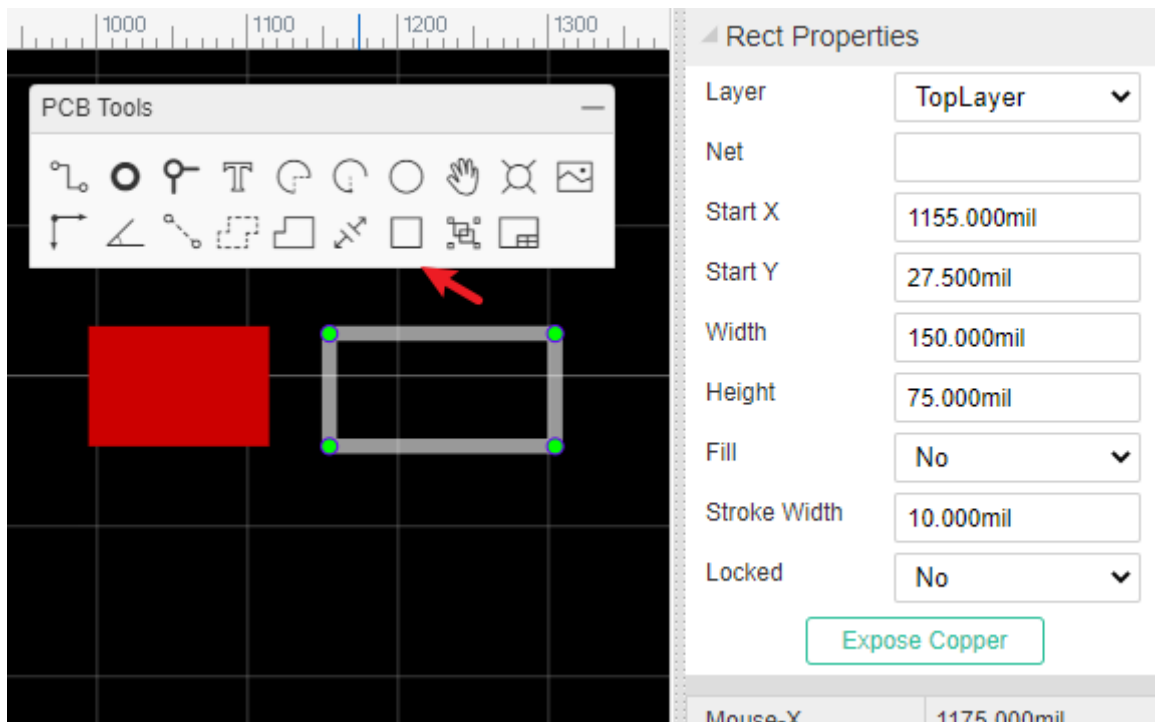 1000 1100 1200 1300
PCB Tools
Rect Properties
Layer TopLayer
Net
Start X 1155.000mil
Start Y 27.500mil
Width 150.000mil
Height 75.000mil
Fill No
Stroke Width 10.000mil
Locked No
Expose Copper
Mouse-X 1175.000mil